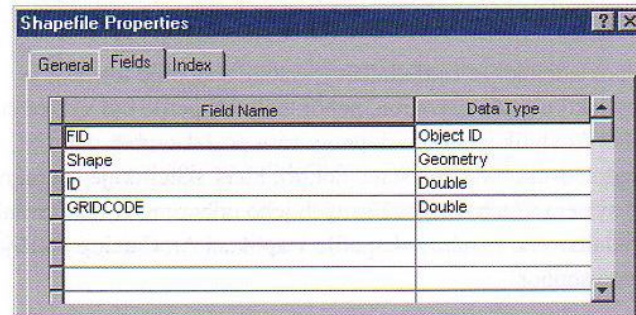 Shapefile Properties
General Fields Index
Field Name Data Type
FID Object ID
Shape Geometry
ID Double
GRIDCODE Double